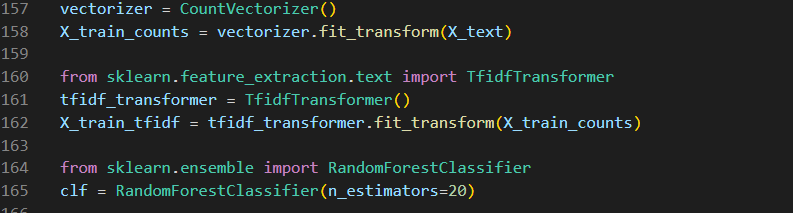 157 vectorizer = CountVectorizer()
158 X_train_counts = vectorizer.fit_transform(X_text)
159
160 from sklearn.feature_extraction.text import TfidfTransformer
161 tfidf_transformer = TfidfTransformer()
162 X_train_tfidf = tfidf_transformer.fit_transform(X_train_counts)
163
164 from sklearn.ensemble import RandomForestClassifier
165 clf = RandomForestClassifier(n_estimators=20)